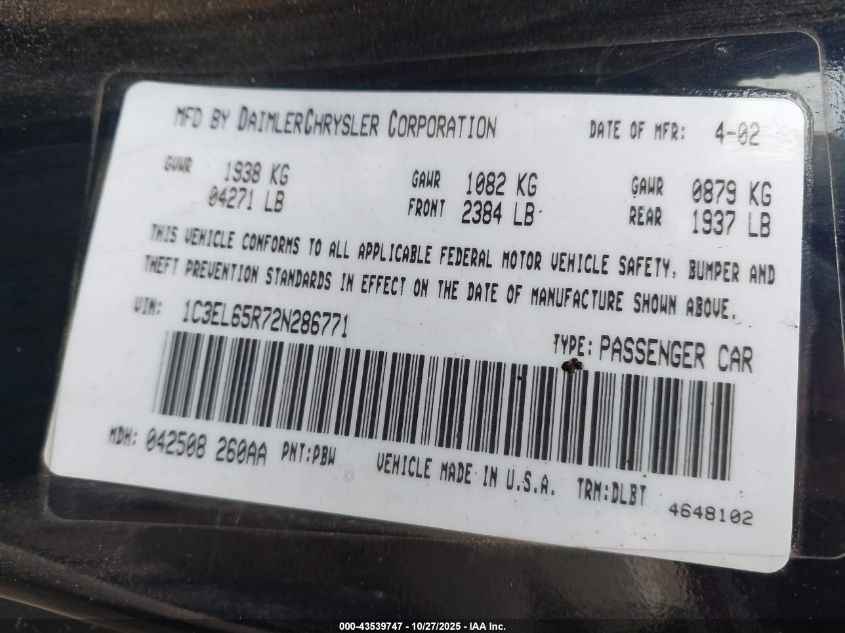 MFD BY DAIMLERCHRYSLER CORPORATION DATE OF MFR: 4-02
GVWR 1938 KG GAWR 1082 KG GAWR 0879 KG
04271 LB FRONT 2384 LB REAR 1937 LB
THIS VEHICLE CONFORMS TO ALL APPLICABLE FEDERAL MOTOR VEHICLE SAFETY, BUMPER AND
THEFT PREVENTION STANDARDS IN EFFECT ON THE DATE OF MANUFACTURE SHOWN ABOVE.
VIN: 1C3EL65R72N286771 TYPE: PASSENGER CAR
MDH: 042508 260AA PNT:PBW VEHICLE MADE IN U.S.A. TRM:DLBT 4648102
000-43539747 - 10/27/2025 - IAA Inc.